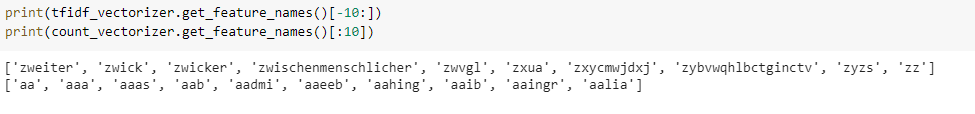 print(tfidf_vectorizer.get_feature_names()[-10:])
print(count_vectorizer.get_feature_names()[:10])
['zweiter', 'zwick', 'zwicker', 'zwischenmenschlicher', 'zwvgl', 'zxua', 'zxycmwjdxj', 'zybvwqhlbctginctv', 'zyzs', 'zz']
['aa', 'aaa', 'aaas', 'aab', 'aadmi', 'aaeeb', 'aahing', 'aaib', 'aaingr', 'aalia']